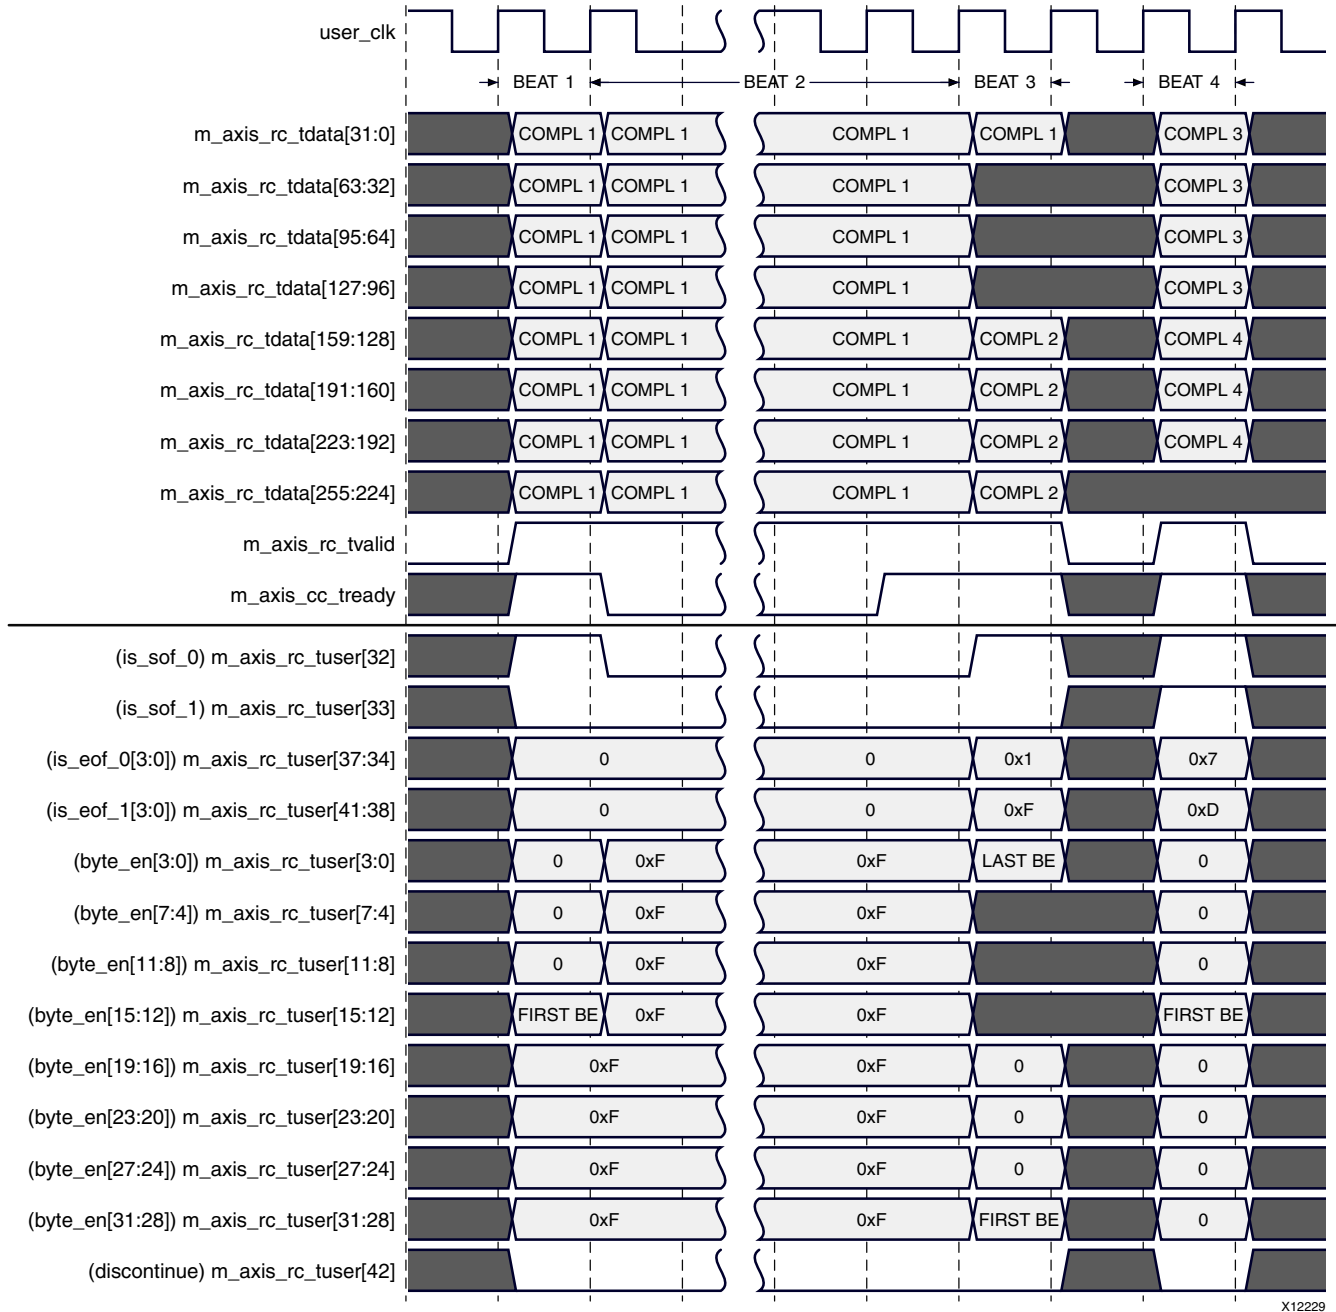 user_clk
BEAT 1 BEAT 2 BEAT 3 BEAT 4
m_axis_rc_tdata[31:0] COMPL 1 COMPL 1 COMPL 1 COMPL 1 COMPL 3
m_axis_rc_tdata[63:32] COMPL 1 COMPL 1 COMPL 1 COMPL 3
m_axis_rc_tdata[95:64] COMPL 1 COMPL 1 COMPL 1 COMPL 3
m_axis_rc_tdata[127:96] COMPL 1 COMPL 1 COMPL 1 COMPL 3
m_axis_rc_tdata[159:128] COMPL 1 COMPL 1 COMPL 1 COMPL 2 COMPL 4
m_axis_rc_tdata[191:160] COMPL 1 COMPL 1 COMPL 1 COMPL 2 COMPL 4
m_axis_rc_tdata[223:192] COMPL 1 COMPL 1 COMPL 1 COMPL 2 COMPL 4
m_axis_rc_tdata[255:224] COMPL 1 COMPL 1 COMPL 1 COMPL 2
m_axis_rc_tvalid
m_axis_cc_tready
(is_sof_0) m_axis_rc_tuser[32]
(is_sof_1) m_axis_rc_tuser[33]
(is_eof_0[3:0]) m_axis_rc_tuser[37:34] 0 0 0x1 0x7
(is_eof_1[3:0]) m_axis_rc_tuser[41:38] 0 0 0xF 0xD
(byte_en[3:0]) m_axis_rc_tuser[3:0] 0 0xF 0xF LAST BE 0
(byte_en[7:4]) m_axis_rc_tuser[7:4] 0 0xF 0xF 0
(byte_en[11:8]) m_axis_rc_tuser[11:8] 0 0xF 0xF 0
(byte_en[15:12]) m_axis_rc_tuser[15:12] FIRST BE 0xF 0xF FIRST BE
(byte_en[19:16]) m_axis_rc_tuser[19:16] 0xF 0xF 0 0
(byte_en[23:20]) m_axis_rc_tuser[23:20] 0xF 0xF 0 0
(byte_en[27:24]) m_axis_rc_tuser[27:24] 0xF 0xF 0 0
(byte_en[31:28]) m_axis_rc_tuser[31:28] 0xF 0xF FIRST BE 0
(discontinue) m_axis_rc_tuser[42]
X12229